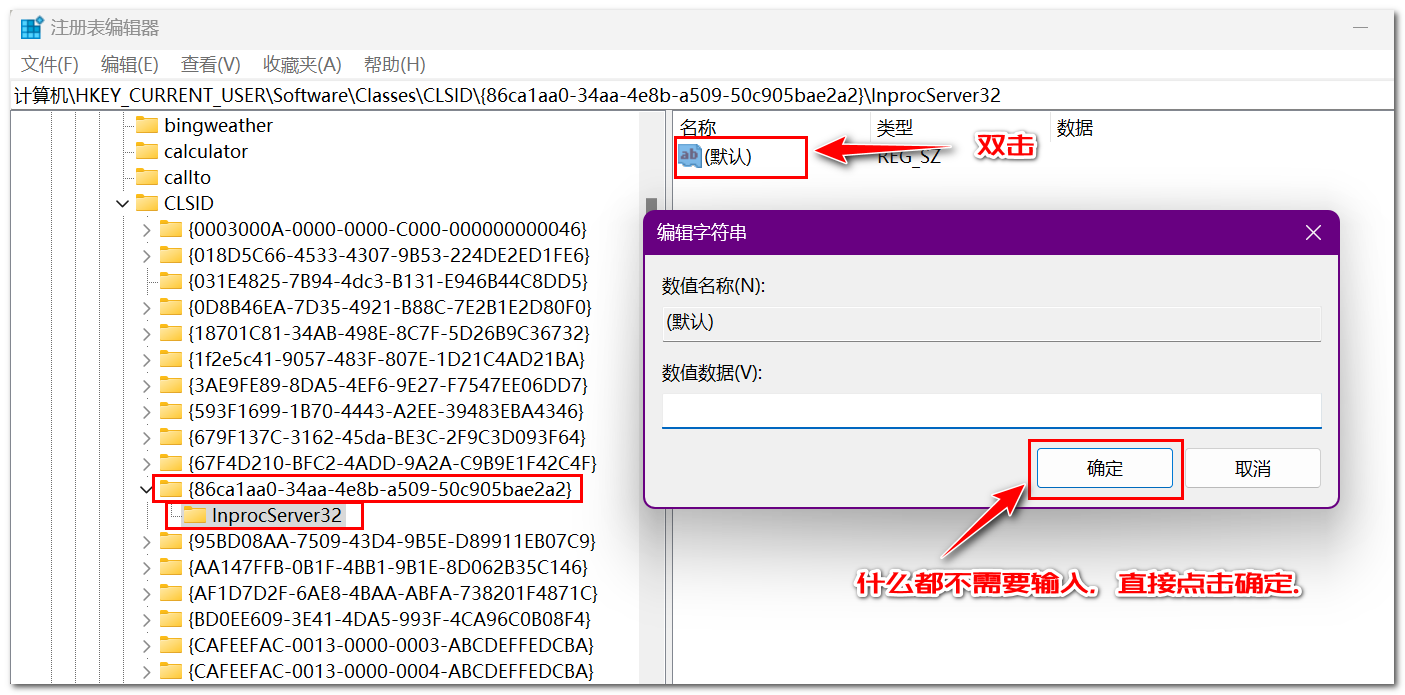 注册表编辑器
文件(F) 编辑(E) 查看(V) 收藏夹(A) 帮助(H)
计算机\HKEY_CURRENT_USER\Software\Classes\CLSID\{86ca1aa0-34aa-4e8b-a509-50c905bae2a2}\InprocServer32
bingweather
calculator
callto
CLSID
{0003000A-0000-0000-C000-000000000046}
{018D5C66-4533-4307-9B53-224DE2ED1FE6}
{031E4825-7B94-4dc3-B131-E946B44C8DD5}
{0D8B46EA-7D35-4921-B88C-7E2B1E2D80F0}
{18701C81-34AB-498E-8C7F-5D26B9C36732}
{1f2e5c41-9057-483F-807E-1D21C4AD21BA}
{3AE9FE89-8DA5-4EF6-9E27-F7547EE06DD7}
{593F1699-1B70-4443-A2EE-39483EBA4346}
{679F137C-3162-45da-BE3C-2F9C3D093F64}
{67F4D210-BFC2-4ADD-9A2A-C9B9E1F42C4F}
{86ca1aa0-34aa-4e8b-a509-50c905bae2a2}
InprocServer32
{95BD08AA-7509-43D4-9B5E-D89911EB07C9}
{AA147FFB-0B1F-4BB1-9B1E-8D062B35C146}
{AF1D7D2F-6AE8-4BAA-ABFA-738201F4871C}
{BD0EE609-3E41-4DA5-993F-4CA96C0B08F4}
{CAFEEFAC-0013-0000-0003-ABCDEFFEDCBA}
{CAFEEFAC-0013-0000-0004-ABCDEFFEDCBA}
名称 类型 数据
ab (默认) REG_SZ
双击
编辑字符串
数值名称(N):
(默认)
数值数据(V):
确定 取消
什么都不需要输入，直接点击确定.